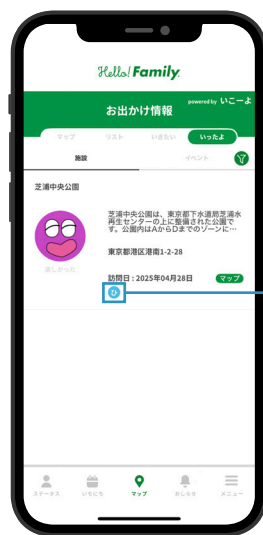 Hello! Family.
お出かけ情報
powered by いこーよ
マップ リスト いきたい いったよ
施設 イベント
芝浦中央公園
芝浦中央公園は、東京都下水道局芝浦水
再生センターの上に整備された公園で
す。公園内はAからDまでのゾーンに…
東京都港区港南1-2-28
楽しかった
訪問日：2025年04月28日 マップ
ひ
ステータス いちにち マップ おしらせ メニュー